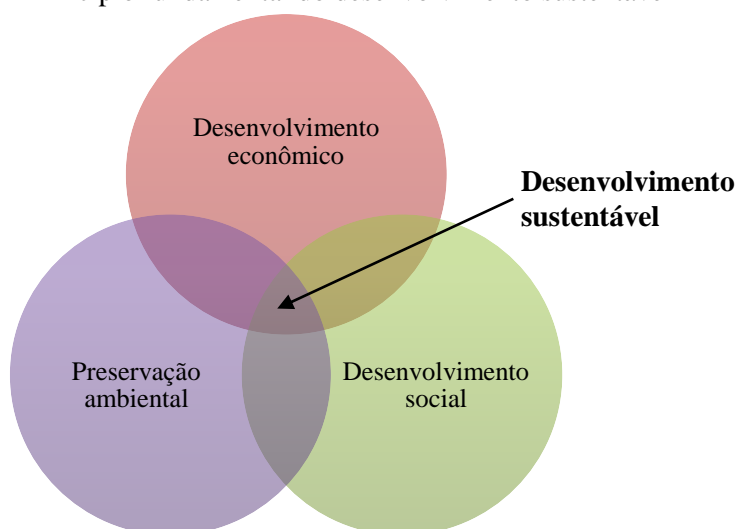 Desenvolvimento
econômico
Desenvolvimento
sustentável
Preservação
ambiental
Desenvolvimento
social